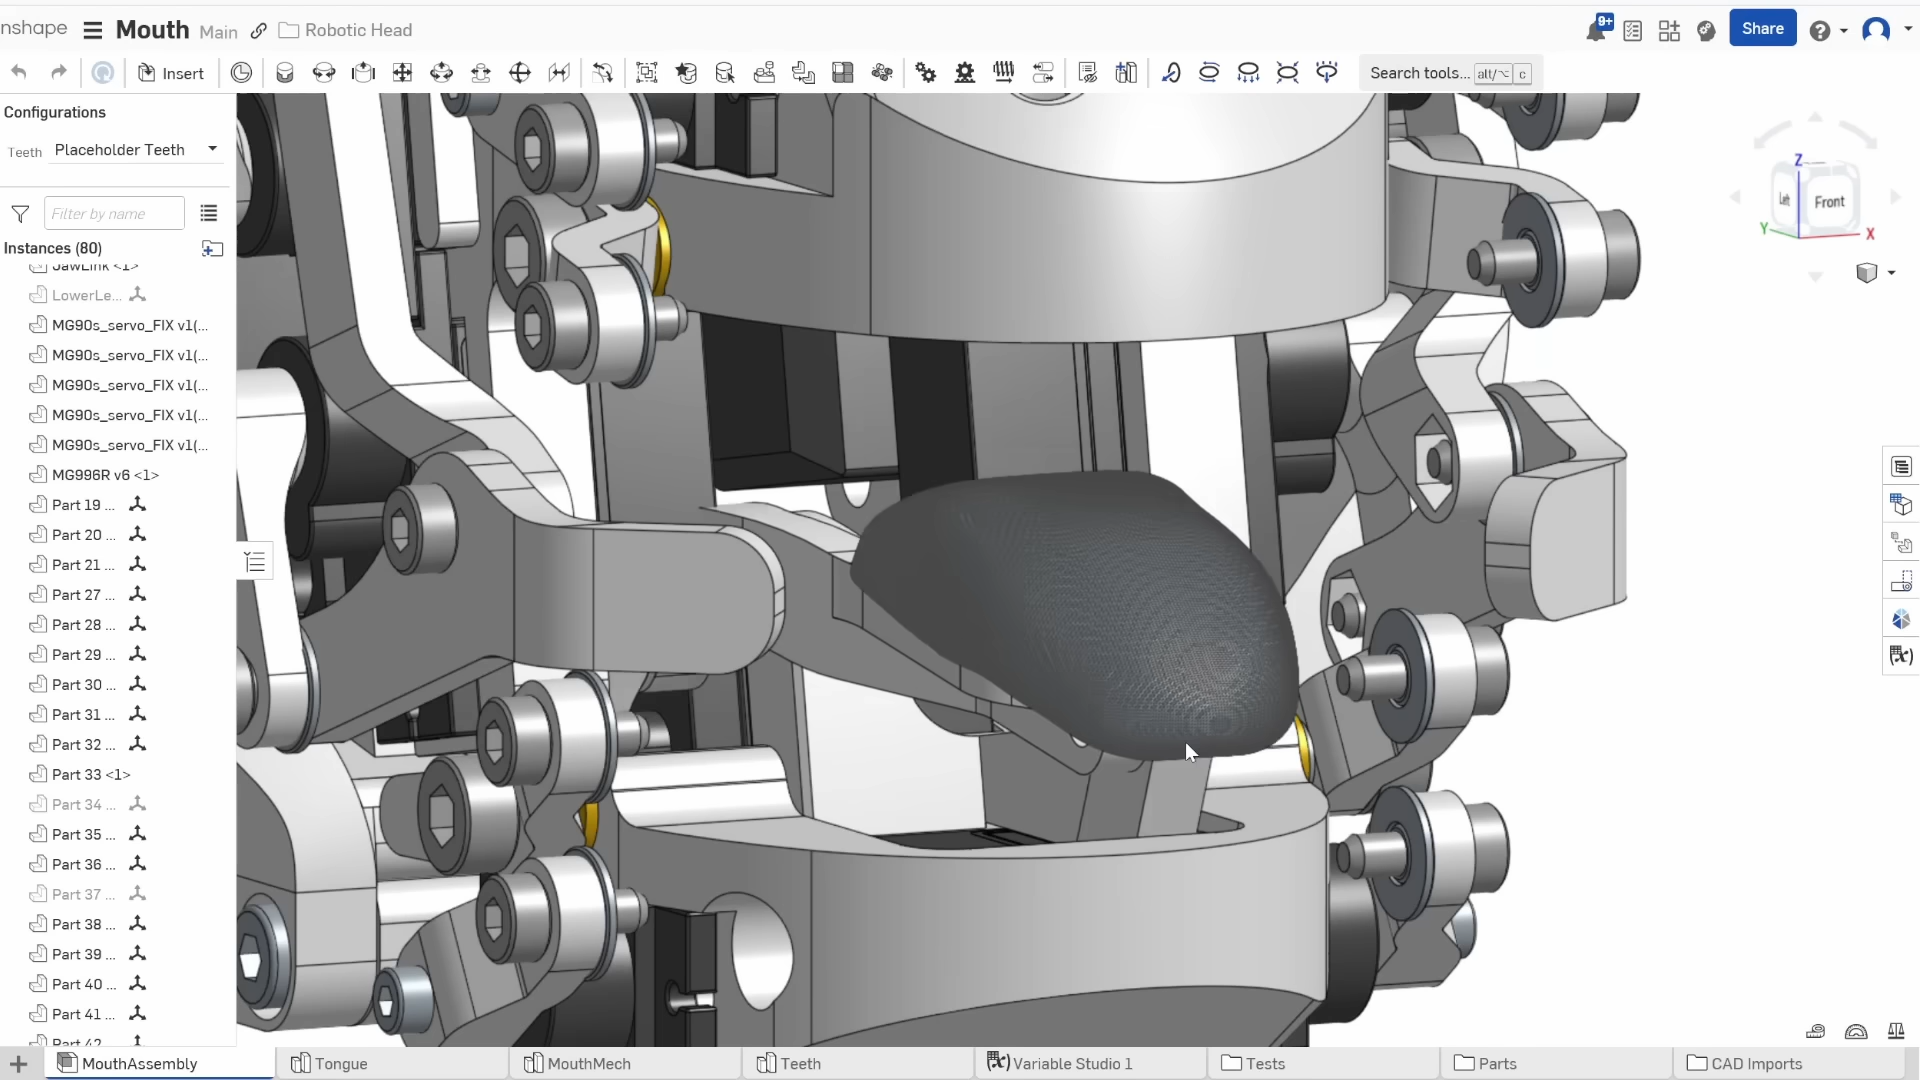 nshape Mouth Main Robotic Head 9+ Share
Insert Search tools... alt/⌥ c
Configurations
Teeth Placeholder Teeth
Filter by name
Instances (80)
JawLink <1>
LowerLe...
MG90s_servo_FIX v1(...
MG90s_servo_FIX v1(...
MG90s_servo_FIX v1(...
MG90s_servo_FIX v1(...
MG90s_servo_FIX v1(...
MG996R v6 <1>
Part 19 ...
Part 20 ...
Part 21 ...
Part 27 ...
Part 28 ...
Part 29 ...
Part 30 ...
Part 31 ...
Part 32 ...
Part 33 <1>
Part 34 ...
Part 35 ...
Part 36 ...
Part 37 ...
Part 38 ...
Part 39 ...
Part 40 ...
Part 41 ...
Part 42 ...
Z
Left Front
Y X
(x)
MouthAssembly Tongue MouthMech Teeth (x) Variable Studio 1 Tests Parts CAD Imports